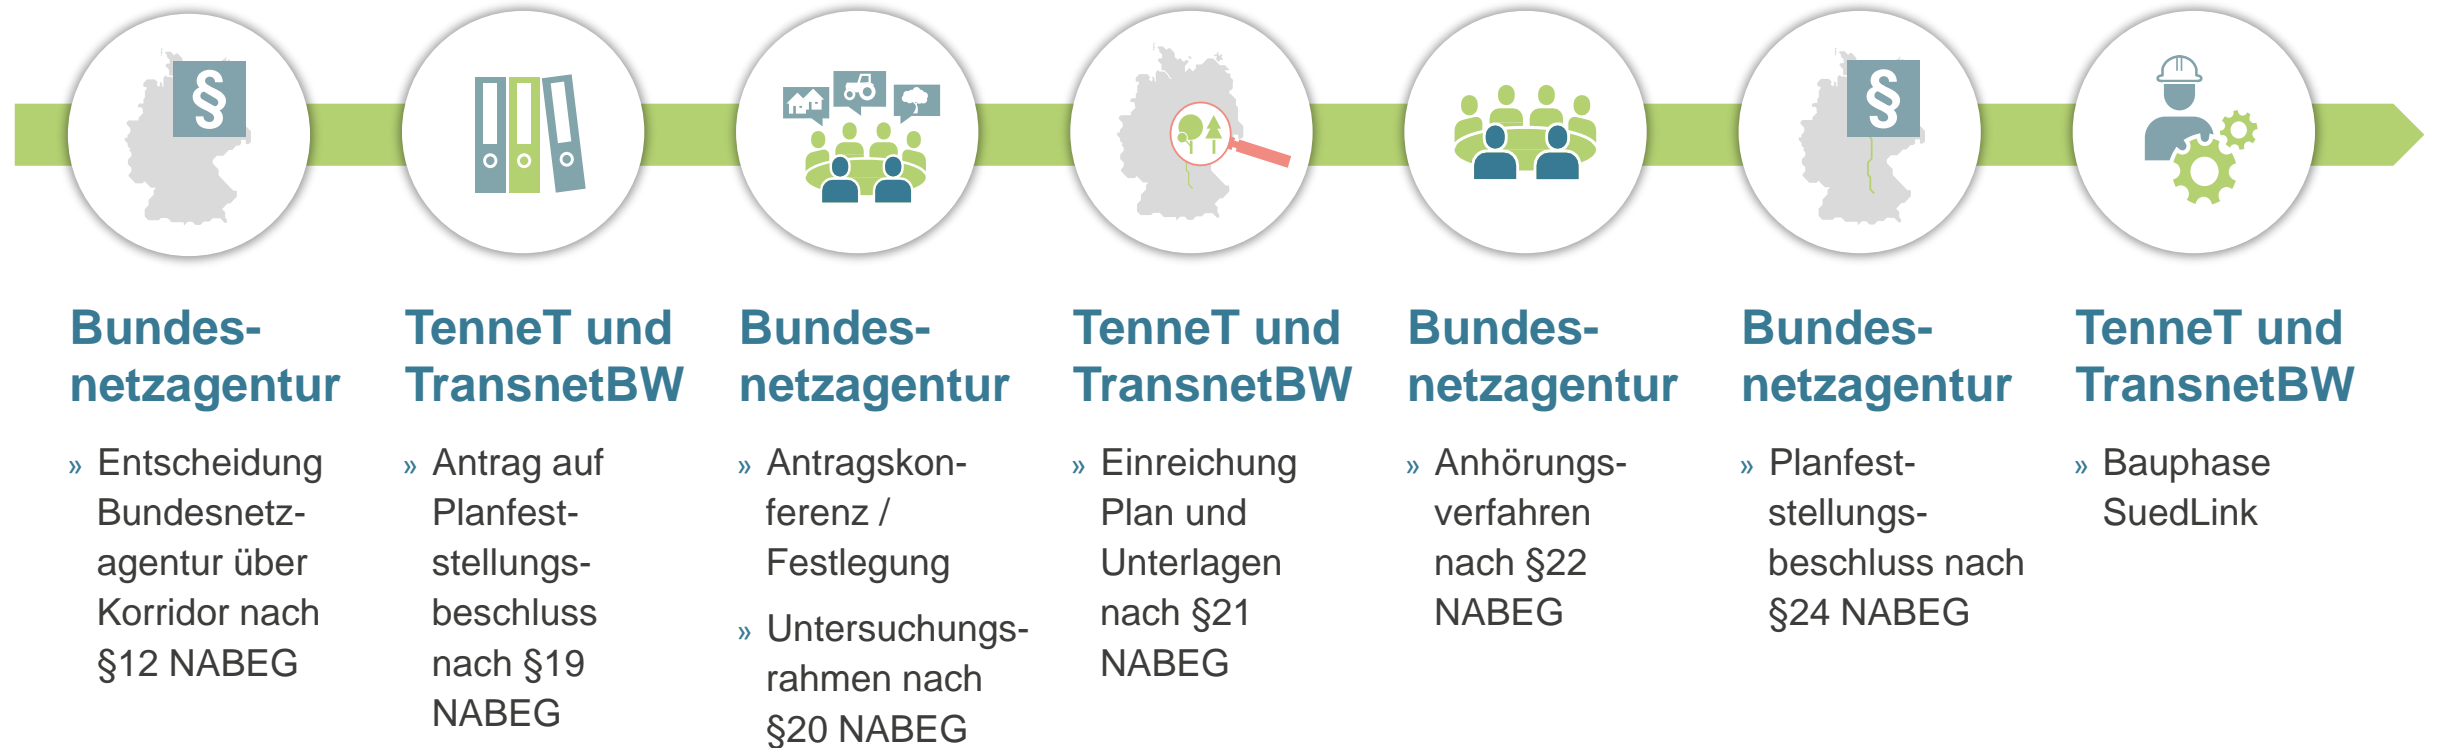 §
§
Bundes-
netzagentur
» Entscheidung
Bundesnetz-
agentur über
Korridor nach
§12 NABEG
TenneT und
TransnetBW
» Antrag auf
Planfest-
stellungs-
beschluss
nach §19
NABEG
Bundes-
netzagentur
» Antragskon-
ferenz /
Festlegung
» Untersuchungs-
rahmen nach
§20 NABEG
TenneT und
TransnetBW
» Einreichung
Plan und
Unterlagen
nach §21
NABEG
Bundes-
netzagentur
» Anhörungs-
verfahren
nach §22
NABEG
Bundes-
netzagentur
» Planfest-
stellungs-
beschluss nach
§24 NABEG
TenneT und
TransnetBW
» Bauphase
SuedLink